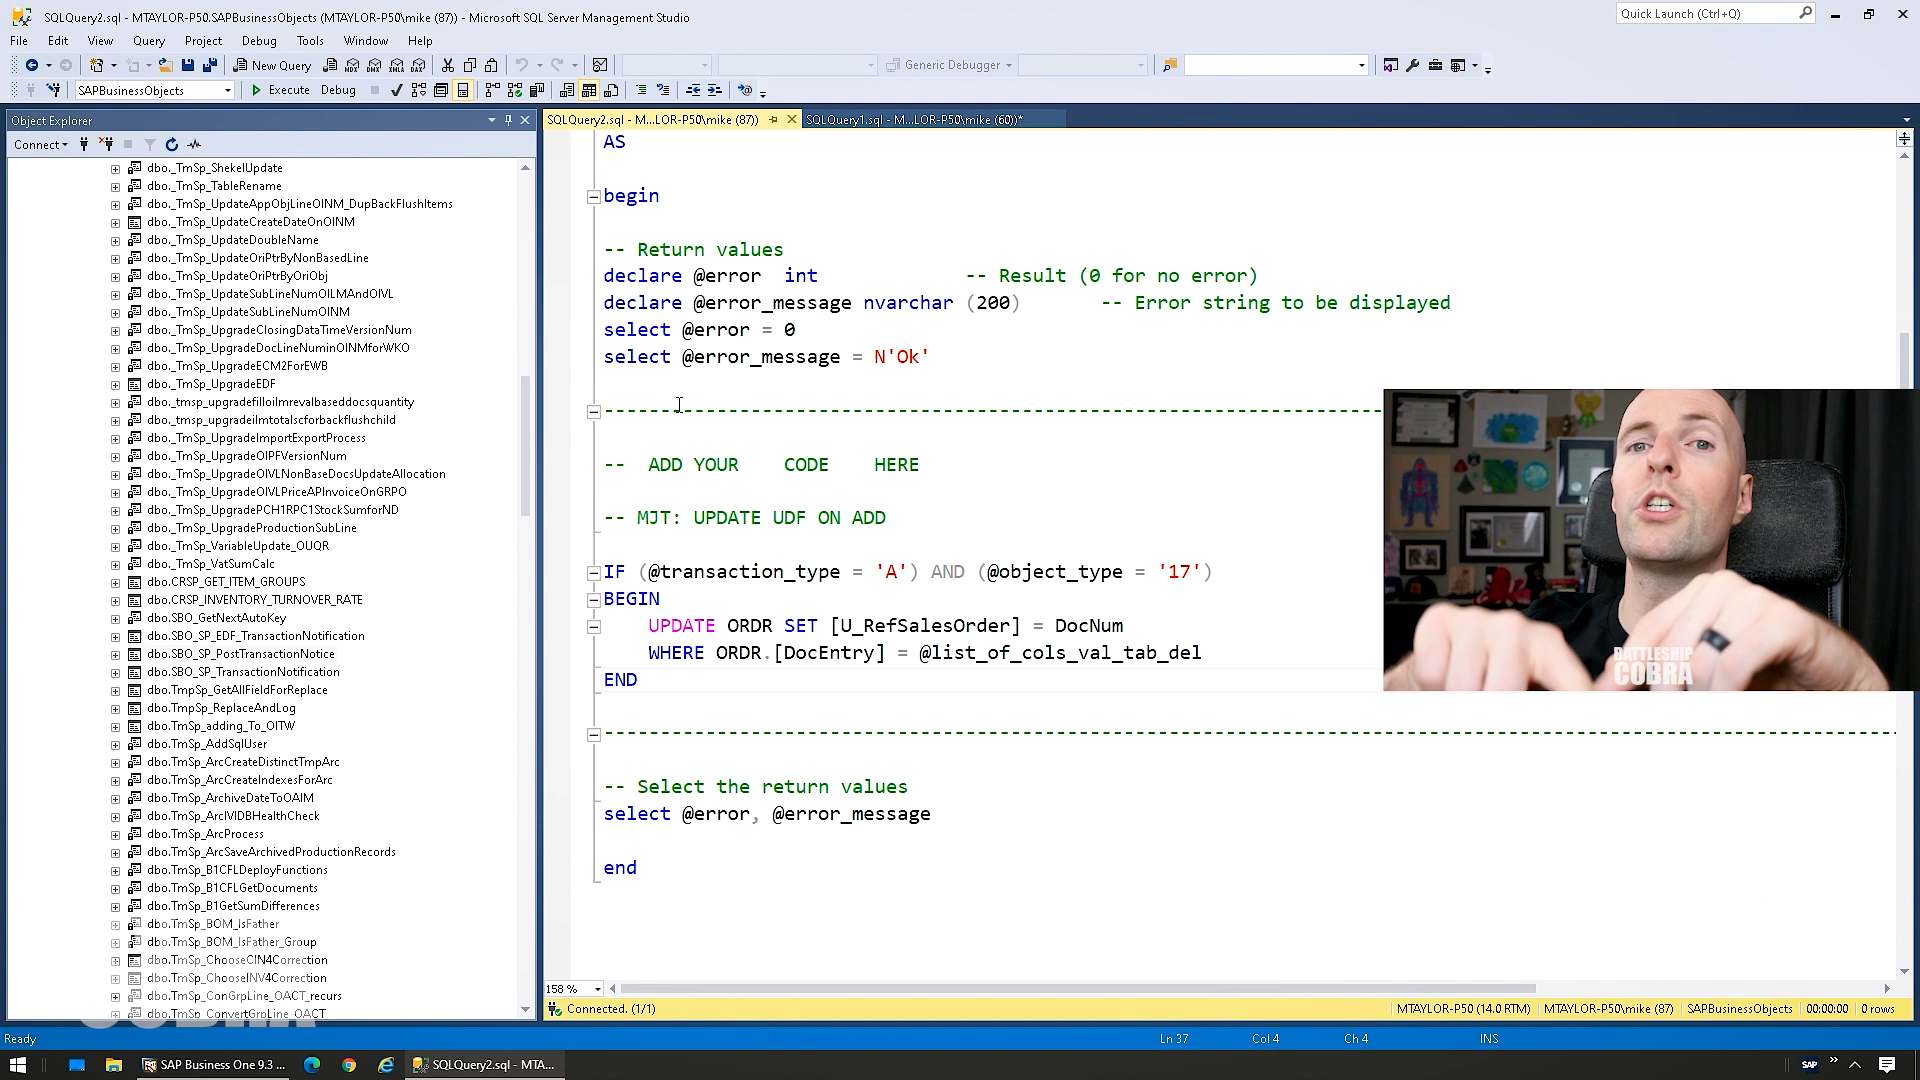 SQLQuery2.sql - MTAYLOR-P50.SAPBusinessObjects (MTAYLOR-P50\mike (87)) - Microsoft SQL Server Management Studio
Quick Launch (Ctrl+Q)
File Edit View Query Project Debug Tools Window Help
New Query
MDX DMX XMLA DAX
Generic Debugger
SAPBusinessObjects
Execute Debug
Object Explorer
SQLQuery2.sql - M...LOR-P50\mike (87))
SQLQuery1.sql - M...LOR-P50\mike (60))*
Connect
dbo._TmSp_ShekelUpdate
dbo._TmSp_TableRename
dbo._TmSp_UpdateAppObjLineOINM_DupBackFlushItems
dbo._TmSp_UpdateCreateDateOnOINM
dbo._TmSp_UpdateDoubleName
dbo._TmSp_UpdateOriPtrByNonBasedLine
dbo._TmSp_UpdateOriPtrByOriObj
dbo._TmSp_UpdateSubLineNumOILMAndOIVL
dbo._TmSp_UpdateSubLineNumOINM
dbo._TmSp_UpgradeClosingDataTimeVersionNum
dbo._TmSp_UpgradeDocLineNuminOINMforWKO
dbo._TmSp_UpgradeECM2ForEWB
dbo._TmSp_UpgradeEDF
dbo._tmsp_upgradefilloilmrevalbaseddocsquantity
dbo._tmsp_upgradeilmtotalscforbackflushchild
dbo._TmSp_UpgradeImportExportProcess
dbo._TmSp_UpgradeOIPFVersionNum
dbo._TmSp_UpgradeOIVLNonBaseDocsUpdateAllocation
dbo._TmSp_UpgradeOIVLPriceAPInvoiceOnGRPO
dbo._TmSp_UpgradePCH1RPC1StockSumforND
dbo._TmSp_UpgradeProductionSubLine
dbo._TmSp_VariableUpdate_OUQR
dbo._TmSp_VatSumCalc
dbo.CRSP_GET_ITEM_GROUPS
dbo.CRSP_INVENTORY_TURNOVER_RATE
dbo.SBO_GetNextAutoKey
dbo.SBO_SP_EDF_TransactionNotification
dbo.SBO_SP_PostTransactionNotice
dbo.SBO_SP_TransactionNotification
dbo.TmpSp_GetAllFieldForReplace
dbo.TmpSp_ReplaceAndLog
dbo.TmSp_adding_To_OITW
dbo.TmSp_AddSqlUser
dbo.TmSp_ArcCreateDistinctTmpArc
dbo.TmSp_ArcCreateIndexesForArc
dbo.TmSp_ArchiveDateToOAIM
dbo.TmSp_ArcIVIDBHealthCheck
dbo.TmSp_ArcProcess
dbo.TmSp_ArcSaveArchivedProductionRecords
dbo.TmSp_B1CFLDeployFunctions
dbo.TmSp_B1CFLGetDocuments
dbo.TmSp_B1GetSumDifferences
dbo.TmSp_BOM_IsFather
dbo.TmSp_BOM_IsFather_Group
dbo.TmSp_ChooseCIN4Correction
dbo.TmSp_ChooseINV4Correction
dbo.TmSp_ConGrpLine_OACT_recurs
dbo.TmSp_ConvertGrpLine_OACT
AS
begin
-- Return values
declare @error  int             -- Result (0 for no error)
declare @error_message nvarchar (200)       -- Error string to be displayed
select @error = 0
select @error_message = N'Ok'
---------------------------------------------------------------------
--  ADD YOUR    CODE    HERE
-- MJT: UPDATE UDF ON ADD
IF (@transaction_type = 'A') AND (@object_type = '17')
BEGIN
    UPDATE ORDR SET [U_RefSalesOrder] = DocNum
    WHERE ORDR.[DocEntry] = @list_of_cols_val_tab_del
END
-------------------------------------------------------------------------------------------------------------------
-- Select the return values
select @error, @error_message
end
BATTLESHIP
COBRA
158 %
Connected. (1/1)
MTAYLOR-P50 (14.0 RTM) MTAYLOR-P50\mike (87) SAPBusinessObjects 00:00:00 0 rows
Ready
Ln 37 Col 4 Ch 4 INS
SAP Business One 9.3 ...
SQLQuery2.sql - MTA...
SAP